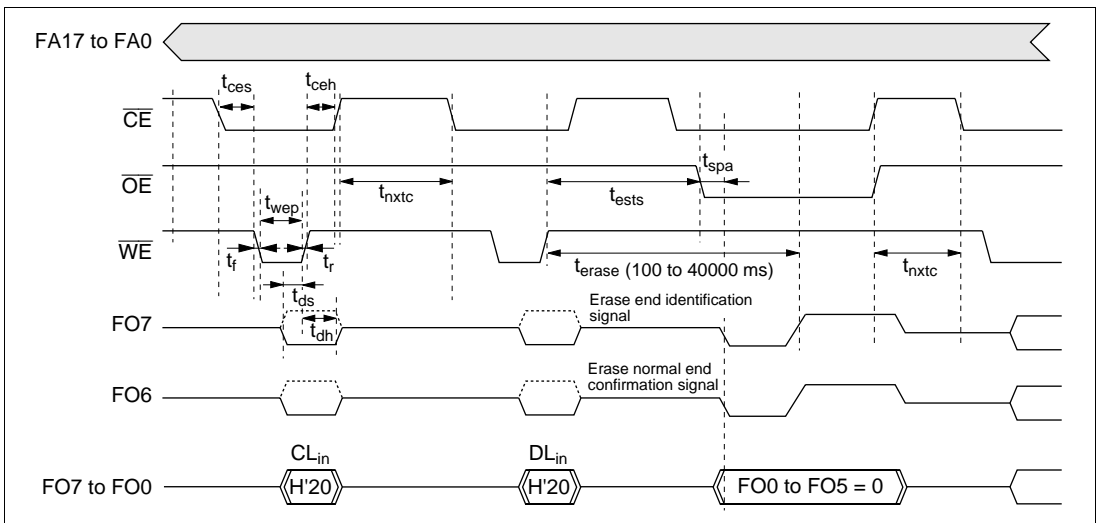 FA17 to FA0
tces
tceh
CE
tspa
OE
tnxtc
tests
twep
WE
tf
tr
terase (100 to 40000 ms)
tnxtc
tds
Erase end identification
signal
FO7
tdh
Erase normal end
confirmation signal
FO6
CLin
DLin
FO7 to FO0
H'20
H'20
FO0 to FO5 = 0